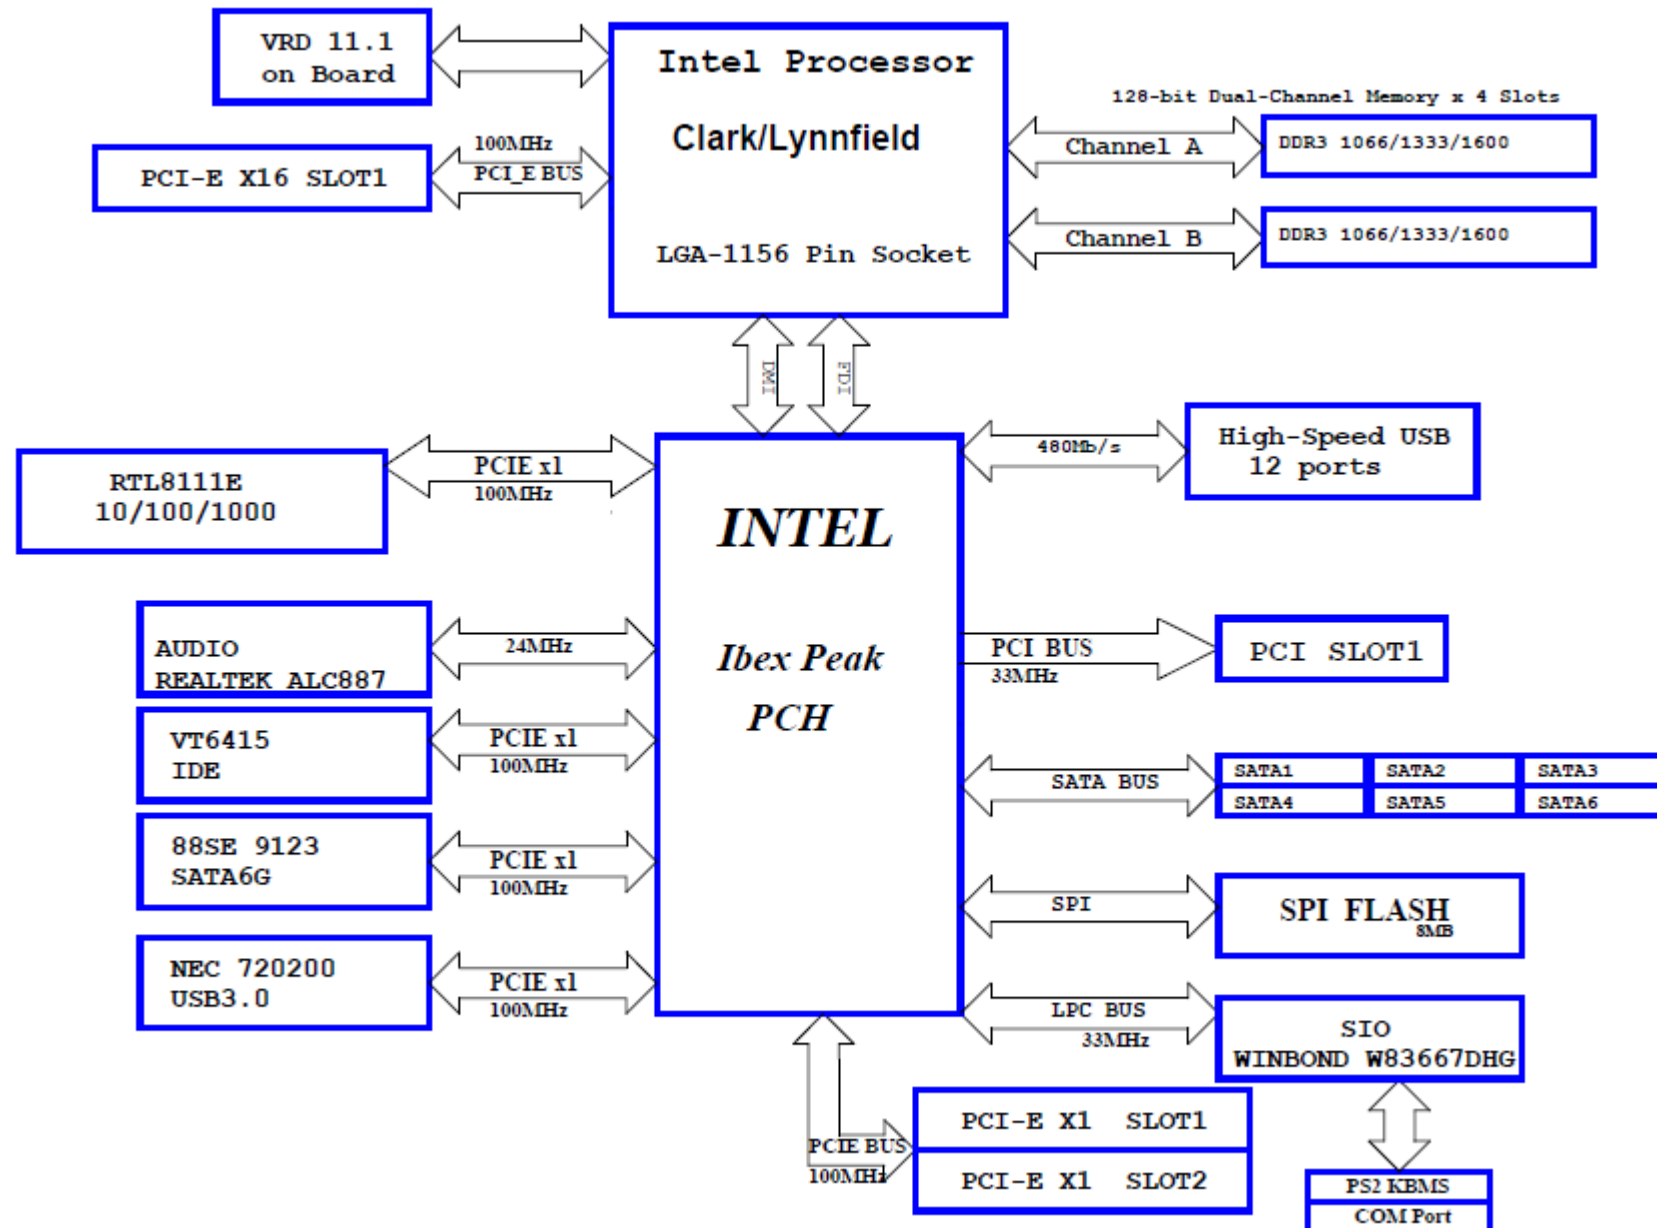 VRD 11.1
on Board
Intel Processor
Clark/Lynnfield
LGA-1156 Pin Socket
128-bit Dual-Channel Memory x 4 Slots
100MHz
PCI_E BUS
PCI-E X16 SLOT1
Channel A
DDR3 1066/1333/1600
Channel B
DDR3 1066/1333/1600
DMI
FDI
RTL8111E
10/100/1000
PCIE x1
100MHz
480Mb/s
High-Speed USB
12 ports
INTEL
Ibex Peak
PCH
AUDIO
REALTEK ALC887
24MHz
PCI BUS
33MHz
PCI SLOT1
VT6415
IDE
PCIE x1
100MHz
SATA BUS
SATA1
SATA2
SATA3
SATA4
SATA5
SATA6
88SE 9123
SATA6G
PCIE x1
100MHz
SPI
SPI FLASH
8MB
NEC 720200
USB3.0
PCIE x1
100MHz
LPC BUS
33MHz
SIO
WINBOND W83667DHG
PCIE BUS
100MHz
PCI-E X1 SLOT1
PCI-E X1 SLOT2
PS2 KBMS
COM Port